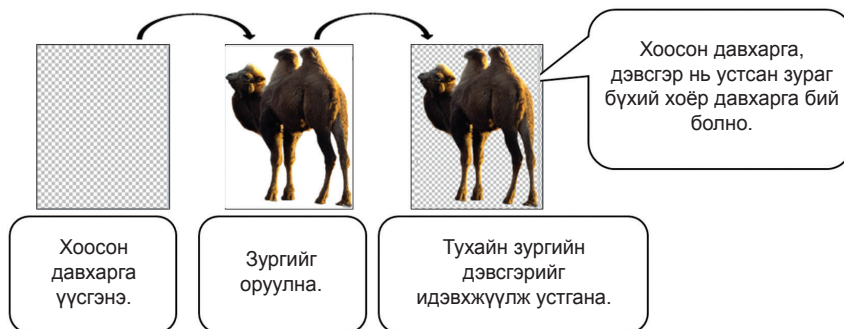 Хоосон давхарга,
дэвсгэр нь устсан зураг
бүхий хоёр давхарга бий
болно.
Хоосон
давхарга
үүсгэнэ.
Зургийг
оруулна.
Тухайн зургийн
дэвсгэрийг
идэвхжүүлж устгана.